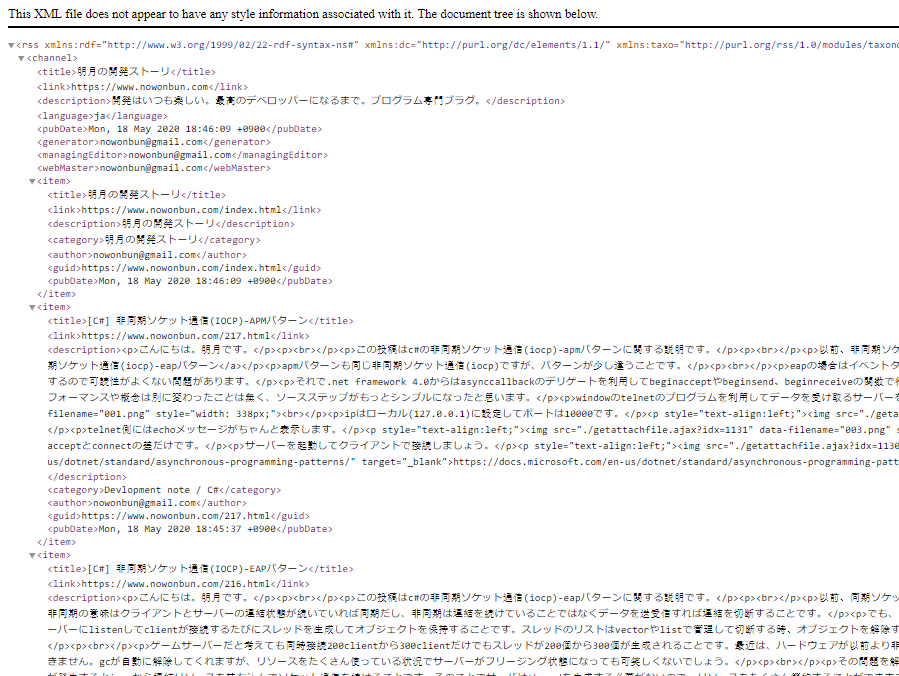 This XML file does not appear to have any style information associated with it. The document tree is shown below.
▼<rss xmlns:rdf="http://www.w3.org/1999/02/22-rdf-syntax-ns#" xmlns:dc="http://purl.org/dc/elements/1.1/" xmlns:taxo="http://purl.org/rss/1.0/modules/taxono
▼<channel>
<title>明月の開発ストーリ</title>
<link>https://www.nowonbun.com</link>
<description>開発はいつも楽しい。最高のデベロッパーになるまで。プログラム専門ブラグ。</description>
<language>ja</language>
<pubDate>Mon, 18 May 2020 18:46:09 +0900</pubDate>
<generator>nowonbun@gmail.com</generator>
<managingEditor>nowonbun@gmail.com</managingEditor>
<webMaster>nowonbun@gmail.com</webMaster>
▼<item>
<title>明月の開発ストーリ</title>
<link>https://www.nowonbun.com/index.html</link>
<description>明月の開発ストーリ</description>
<category>明月の開発ストーリ</category>
<author>nowonbun@gmail.com</author>
<guid>https://www.nowonbun.com/index.html</guid>
<pubDate>Mon, 18 May 2020 18:46:09 +0900</pubDate>
</item>
▼<item>
<title>[C#] 非同期ソケット通信(IOCP)-APMパターン</title>
<link>https://www.nowonbun.com/217.html</link>
<description><p>こんにちは。明月です。</p><p><br></p><p>この投稿はc#の非同期ソケット通信(iocp)-apmパターンに関する説明です。</p><p><br></p><p>以前、非同期ソケ
期ソケット通信(iocp)-eapパターン</a></p><p>apmパターンも同じ非同期ソケット通信(iocp)ですが、パターンが少し違うことです。</p><p><br></p><p>eapの場合はイベントタ
するので可読性がよくない問題があります。</p><p>それで.net framework 4.0からはasynccallbackのデリゲートを利用してbeginacceptやbeginsend、beginreceiveの関数で
フォーマンスや概念は別に変わったことは無く、ソースステップがもっとシンプルになったと思います。</p><p>windowのtelnetのプログラムを利用してデータを受け取るサーバーを
filename="001.png" style="width: 338px;"><br></p><p>ipはローカル(127.0.0.1)に設定してポートは10000です。</p><p style="text-align:left;"><img src="./geta
</p><p>telnet側にはechoメッセージがちゃんと表示します。</p><p style="text-align:left;"><img src="./getattachfile.ajax?idx=1131" data-filename="003.png" s
acceptとconnectの差だけです。</p><p>サーバーを起動してクライアントで接続しましょう。</p><p style="text-align:left;"><img src="./getattachfile.ajax?idx=1130
us/dotnet/standard/asynchronous-programming-patterns/" target="_blank">https://docs.microsoft.com/en-us/dotnet/standard/asynchronous-programming-patt
</description>
<category>Devlopment note / C#</category>
<author>nowonbun@gmail.com</author>
<guid>https://www.nowonbun.com/217.html</guid>
<pubDate>Mon, 18 May 2020 18:45:37 +0900</pubDate>
</item>
▼<item>
<title>[C#] 非同期ソケット通信(IOCP)-EAPパターン</title>
<link>https://www.nowonbun.com/216.html</link>
<description><p>こんにちは。明月です。</p><p><br></p><p>この投稿はc#の非同期ソケット通信(iocp)-eapパターンに関する説明です。</p><p><br></p><p>以前、同期ソケッ
非同期の意味はクライアントとサーバーの連結状態が続いていれば同期だし、非同期は連結を続けていることではなくデータを送受信すれば連結を切断することです。</p><p>でも、
ーバーにlistenしてclientが接続するたびにスレッドを生成してオブジェクトを保持することです。スレッドのリストはvectorやlistで管理して切断する時、オブジェクトを解除す
</p><p><br></p><p>ゲームサーバーだと考えても同時接続200clientから300clientだけでもスレッドが200個から300個が生成されることです。最近は、ハードウェアが以前より非
きません。gcが自動に解除してくれますが、リソースをたくさん使っている状況でサーバーがフリージング状態になっても可笑しくないでしょう。</p><p><br></p><p>その問題を解